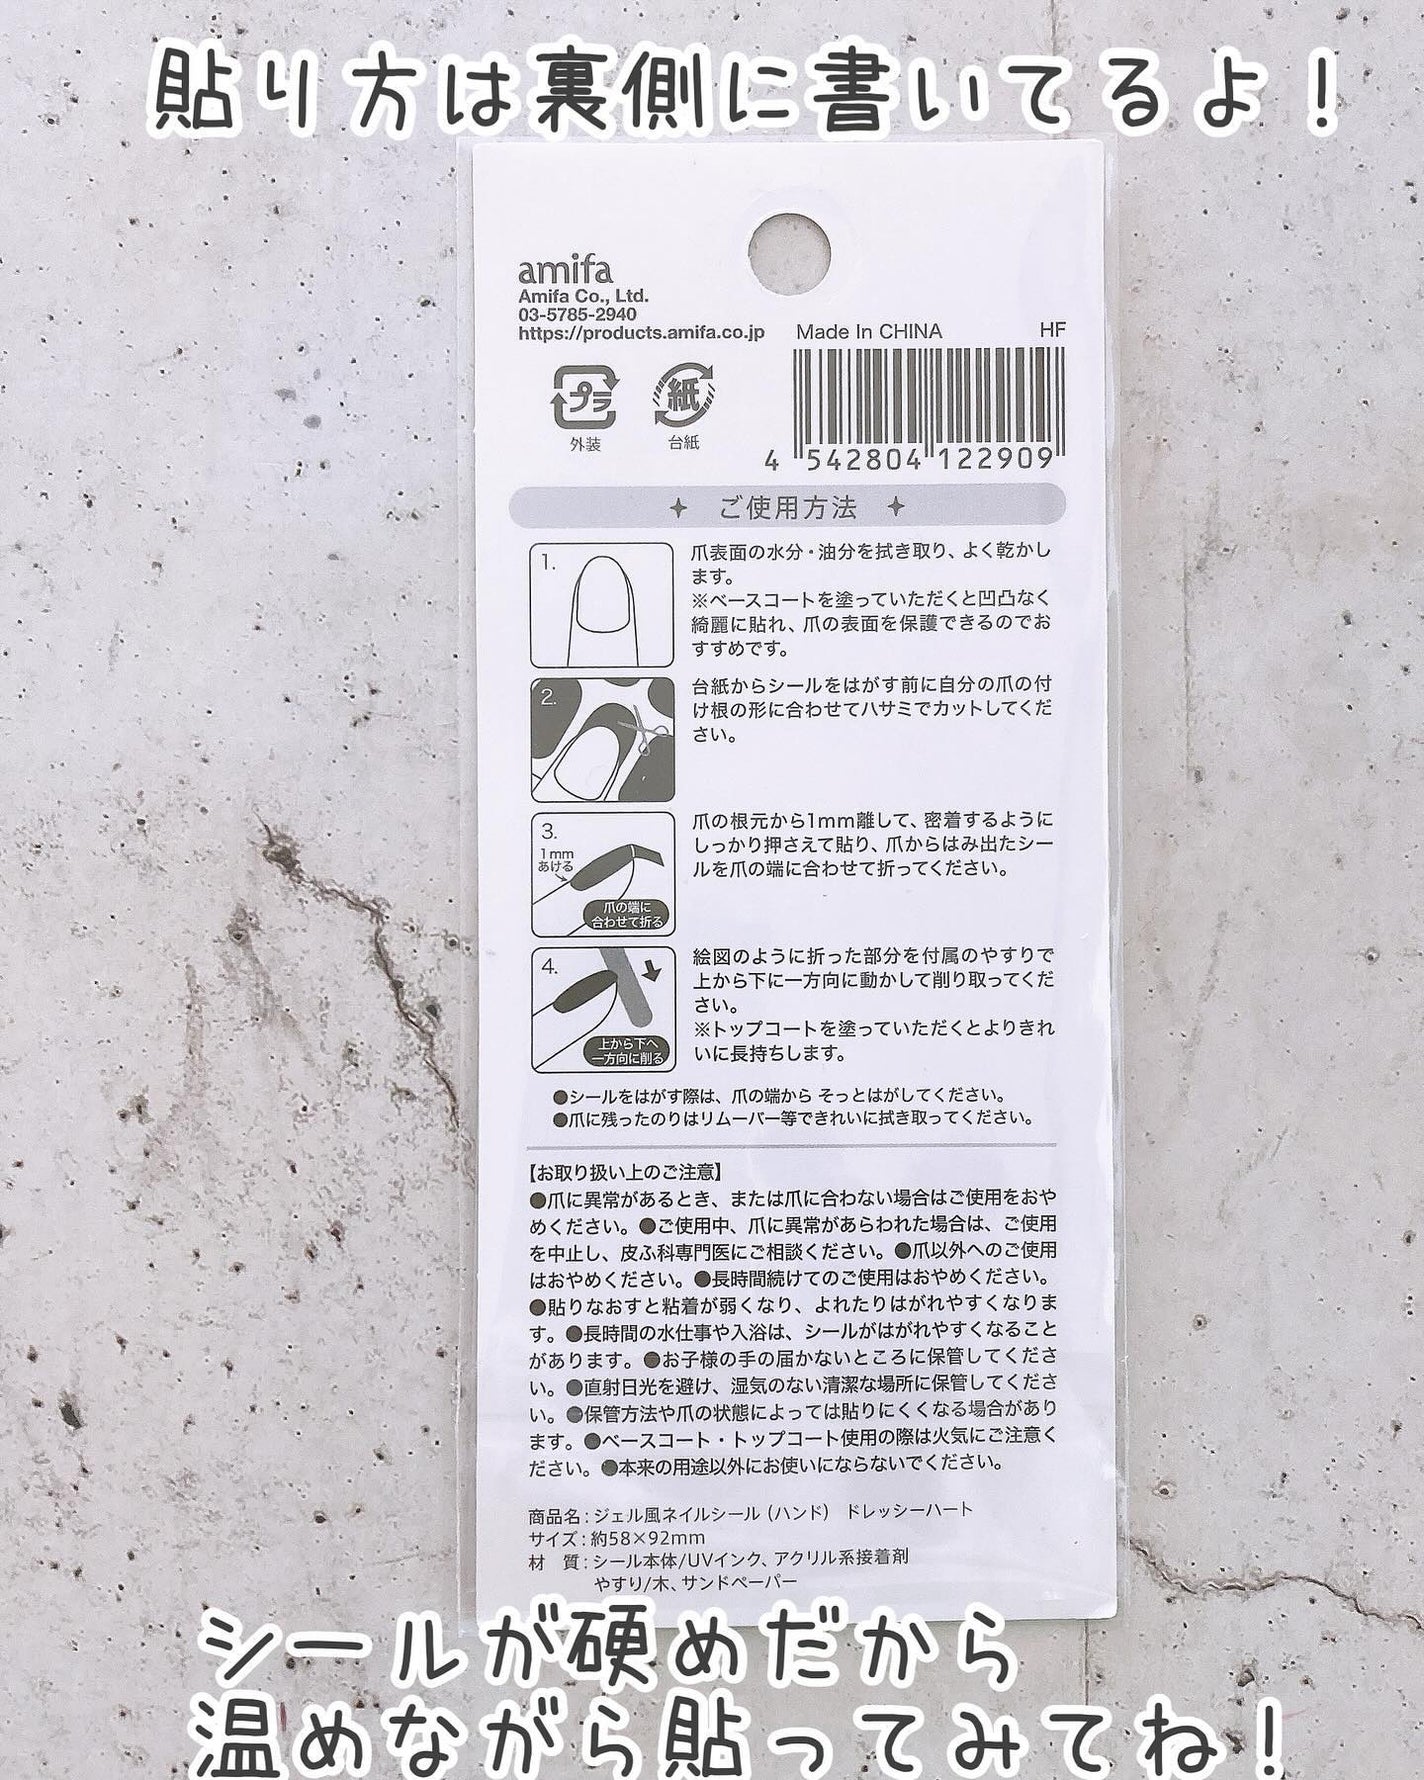 貼り方は裏側に書いてるよ！
amifa
Amifa Co., Ltd.
03-5785-2940
https://products.amifa.co.jp
Made In CHINA
HF
プラ
外装
紙
台紙
4 542804 122909
ご使用方法
1.
爪表面の水分・油分を拭き取り、よく乾かし
ます。
※ベースコートを塗っていただくと凹凸なく
綺麗に貼れ、爪の表面を保護できるのでお
すすめです。
2.
台紙からシールをはがす前に自分の爪の付
け根の形に合わせてハサミでカットしてくだ
さい。
3.
1mm
あける
爪の端に
合わせて折る
爪の根元から1mm離して、密着するように
しっかり押さえて貼り、爪からはみ出たシー
ルを爪の端に合わせて折ってください。
4.
上から下へ
一方向に削る
絵図のように折った部分を付属のやすりで
上から下に一方向に動かして削り取ってくだ
さい。
※トップコートを塗っていただくとよりきれ
いに長持ちします。
●シールをはがす際は、爪の端から そっとはがしてください。
●爪に残ったのりはリムーバー等できれいに拭き取ってください。
【お取り扱い上のご注意】
●爪に異常があるとき、または爪に合わない場合はご使用をおや
めください。●ご使用中、爪に異常があらわれた場合は、ご使用
を中止し、皮ふ科専門医にご相談ください。●爪以外へのご使用
はおやめください。●長時間続けてのご使用はおやめください。
●貼りなおすと粘着が弱くなり、よれたりはがれやすくなりま
す。●長時間の水仕事や入浴は、シールがはがれやすくなること
があります。●お子様の手の届かないところに保管してくださ
い。●直射日光を避け、湿気のない清潔な場所に保管してくださ
い。●保管方法や爪の状態によっては貼りにくくなる場合があり
ます。●ベースコート・トップコート使用の際は火気にご注意く
ださい。●本来の用途以外にお使いにならないでください。
商品名：ジェル風ネイルシール（ハンド） ドレッシーハート
サイズ：約58×92mm
材　質：シール本体/UVインク、アクリル系接着剤
やすり/木、サンドペーパー
シールが硬めだから
温めながら貼ってみてね！